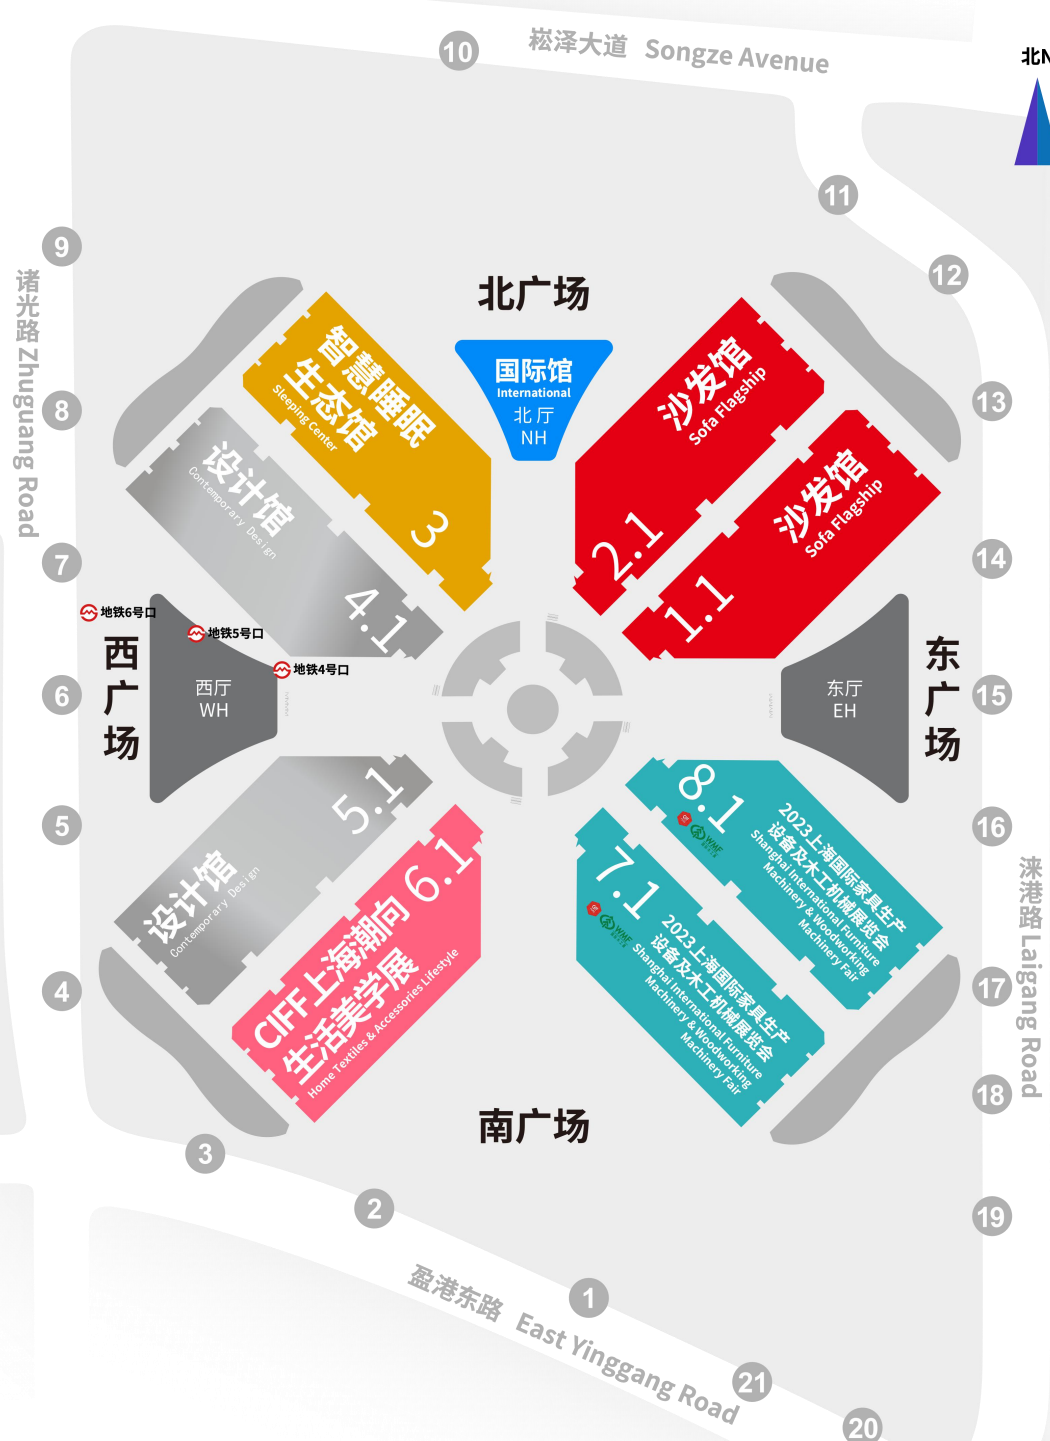 10
崧泽大道 Songze Avenue
北N
11
9
12
诸光路 Zhuguang Road
北广场
国际馆
International
北厅
NH
智慧睡眠
生态馆
Sleeping Center
3
沙发馆
Sofa Flagship
2.1
8
13
设计馆
Contemporary Design
4.1
沙发馆
Sofa Flagship
1.1
7
14
地铁6号口
地铁5号口
地铁4号口
西广场
西厅
WH
6
东厅
EH
东广场
15
5
16
5.1
设计馆
Contemporary Design
8.1
WMF
2023上海国际家具生产
设备及木工机械展览会
Shanghai International Furniture
Machinery & Woodworking
Machinery Fair
6.1
CIFF上海潮向
生活美学展
Home Textiles & Accessories Lifestyle
7.1
WMF
2023上海国际家具生产
设备及木工机械展览会
Shanghai International Furniture
Machinery & Woodworking
Machinery Fair
涞港路 Laigang Road
4
17
18
南广场
3
2
19
盈港东路 East Yinggang Road
1
21
20